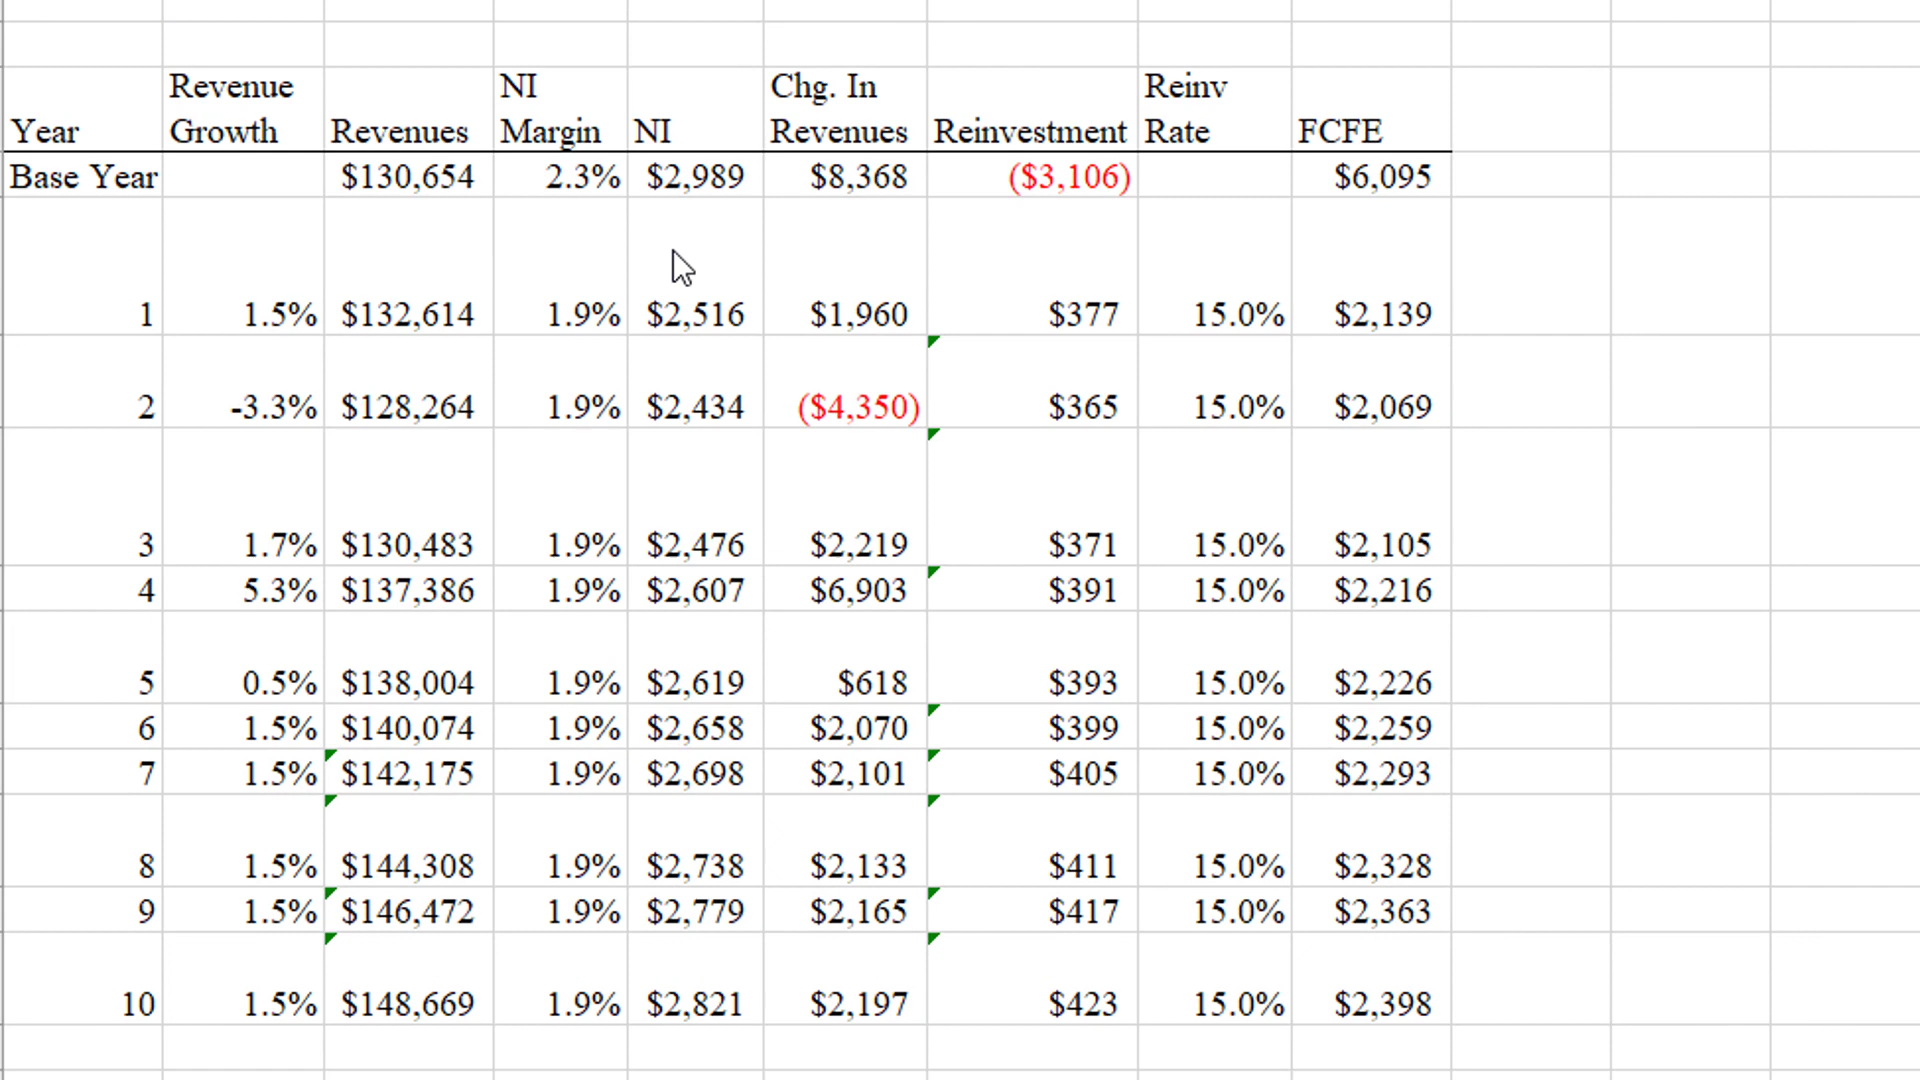 Year Revenue Growth Revenues NI Margin NI Chg. In Revenues Reinvestment Reinv Rate FCFE
Base Year $130,654 2.3% $2,989 $8,368 ($3,106) $6,095
1 1.5% $132,614 1.9% $2,516 $1,960 $377 15.0% $2,139
2 -3.3% $128,264 1.9% $2,434 ($4,350) $365 15.0% $2,069
3 1.7% $130,483 1.9% $2,476 $2,219 $371 15.0% $2,105
4 5.3% $137,386 1.9% $2,607 $6,903 $391 15.0% $2,216
5 0.5% $138,004 1.9% $2,619 $618 $393 15.0% $2,226
6 1.5% $140,074 1.9% $2,658 $2,070 $399 15.0% $2,259
7 1.5% $142,175 1.9% $2,698 $2,101 $405 15.0% $2,293
8 1.5% $144,308 1.9% $2,738 $2,133 $411 15.0% $2,328
9 1.5% $146,472 1.9% $2,779 $2,165 $417 15.0% $2,363
10 1.5% $148,669 1.9% $2,821 $2,197 $423 15.0% $2,398